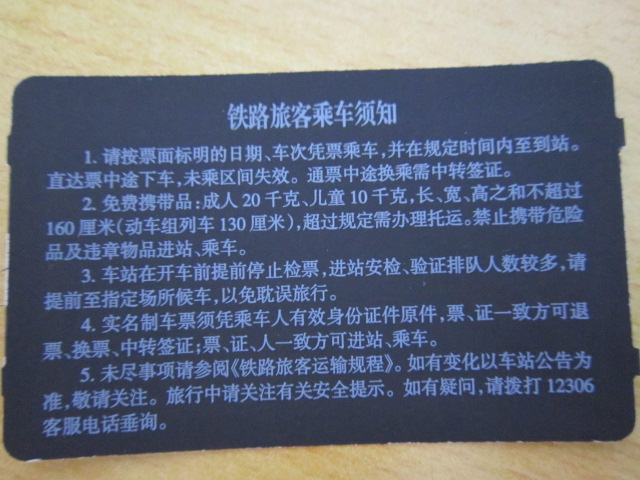 铁路旅客乘车须知
1. 请按票面标明的日期、车次凭票乘车，并在规定时间内至到站。
直达票中途下车，未乘区间失效。通票中途换乘需中转签证。
2. 免费携带品：成人 20 千克、儿童 10 千克，长、宽、高之和不超过
160 厘米（动车组列车 130 厘米），超过规定需办理托运。禁止携带危险
品及违章物品进站、乘车。
3. 车站在开车前提前停止检票，进站安检、验证排队人数较多，请
提前至指定场所候车，以免耽误旅行。
4. 实名制车票须凭乘车人有效身份证件原件，票、证一致方可退
票、换票、中转签证；票、证、人一致方可进站、乘车。
5. 未尽事项请参阅《铁路旅客运输规程》。如有变化以车站公告为
准，敬请关注。旅行中请关注有关安全提示。如有疑问，请拨打 12306
客服电话垂询。